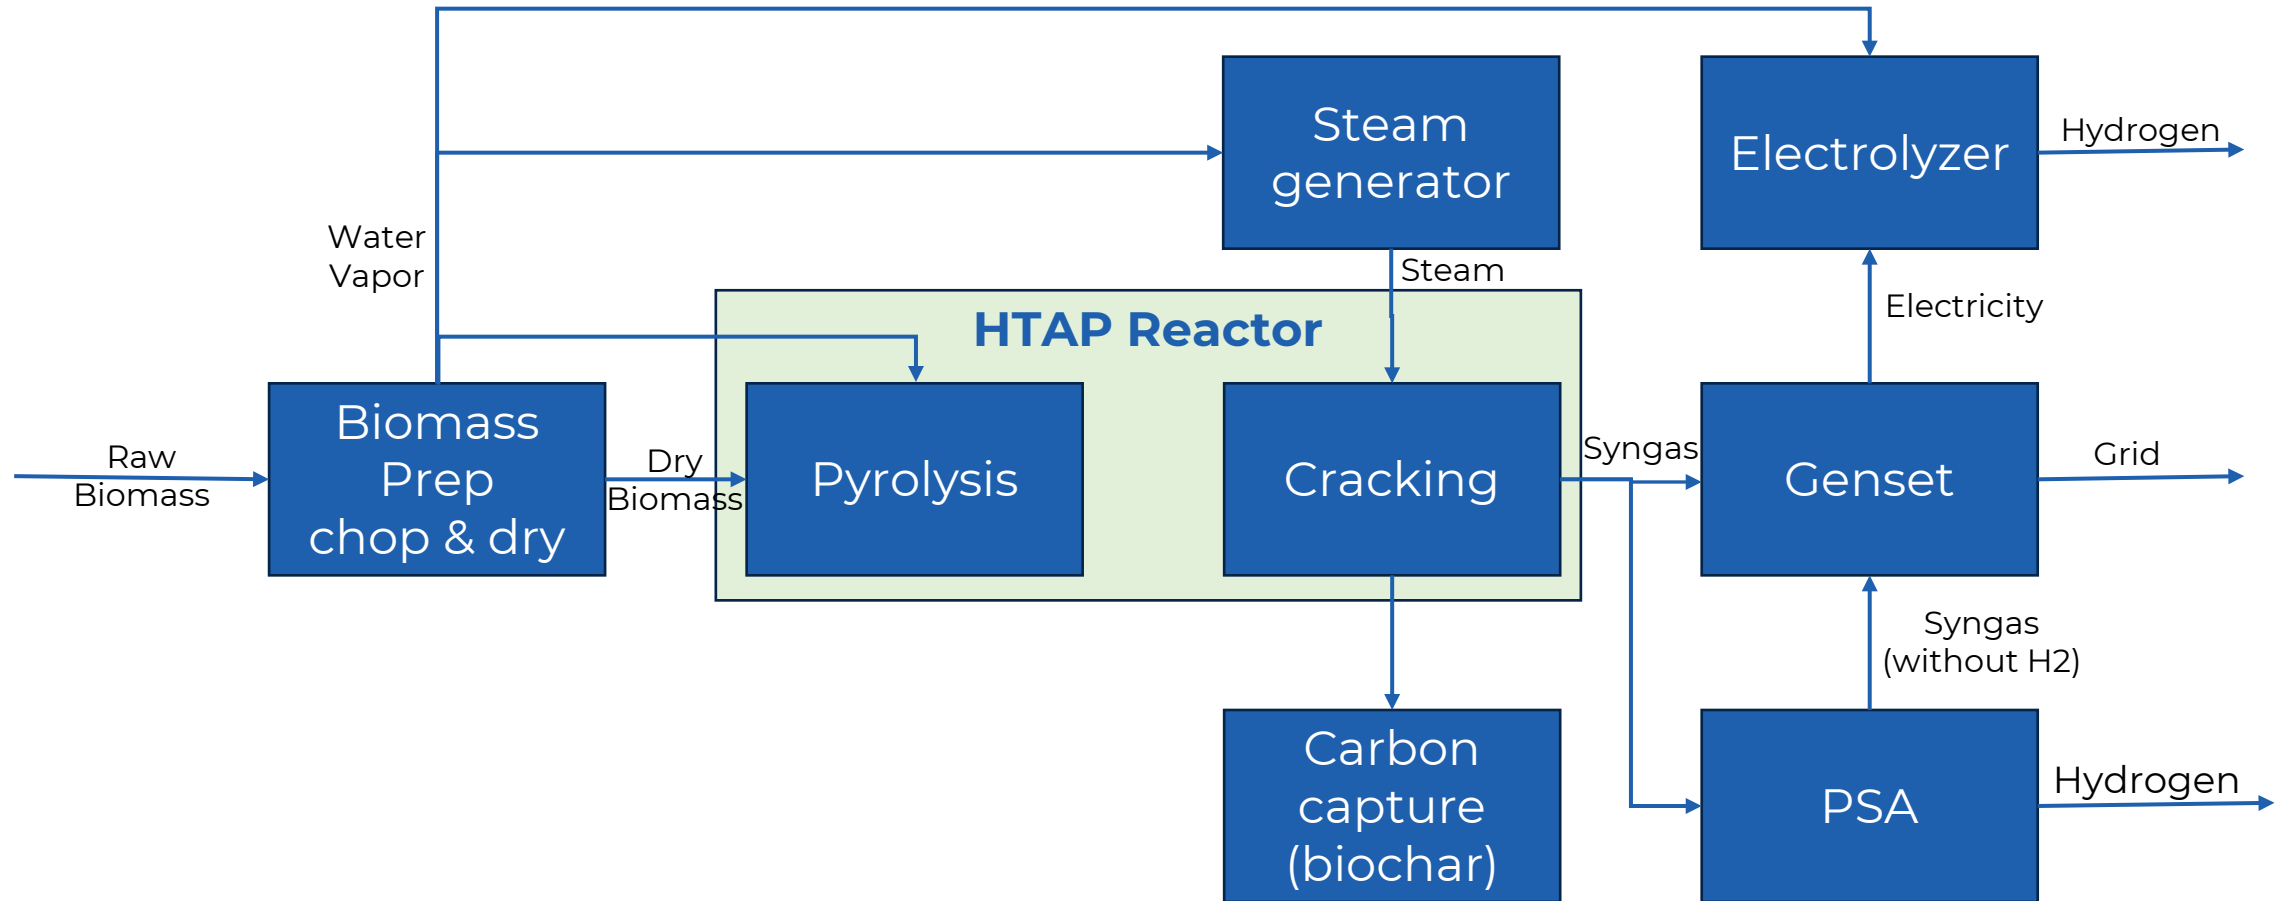 Steam
generator
Electrolyzer
Hydrogen
Water
Vapor
Steam
Electricity
HTAP Reactor
Raw
Biomass
Biomass
Prep
chop & dry
Dry
Biomass
Pyrolysis
Cracking
Syngas
Genset
Grid
Syngas
(without H2)
Carbon
capture
(biochar)
PSA
Hydrogen